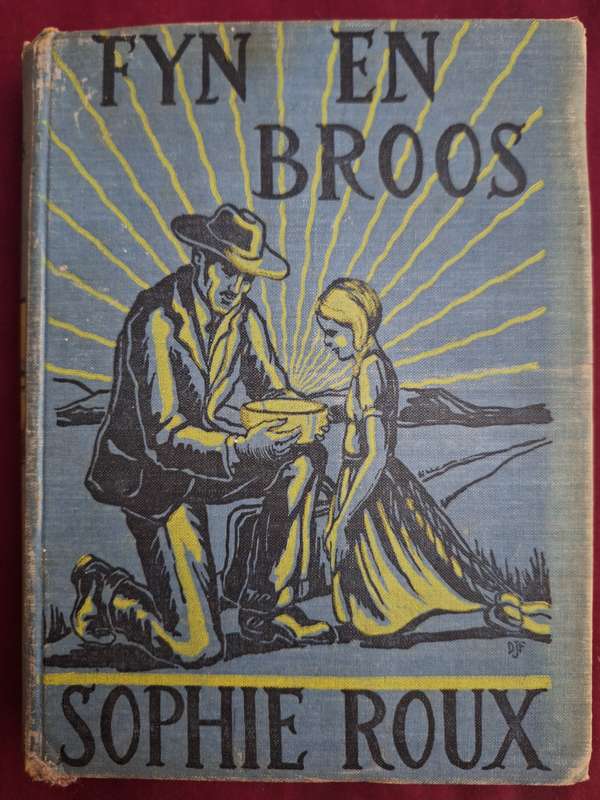 FYN EN
BROOS
DJF
SOPHIE ROUX